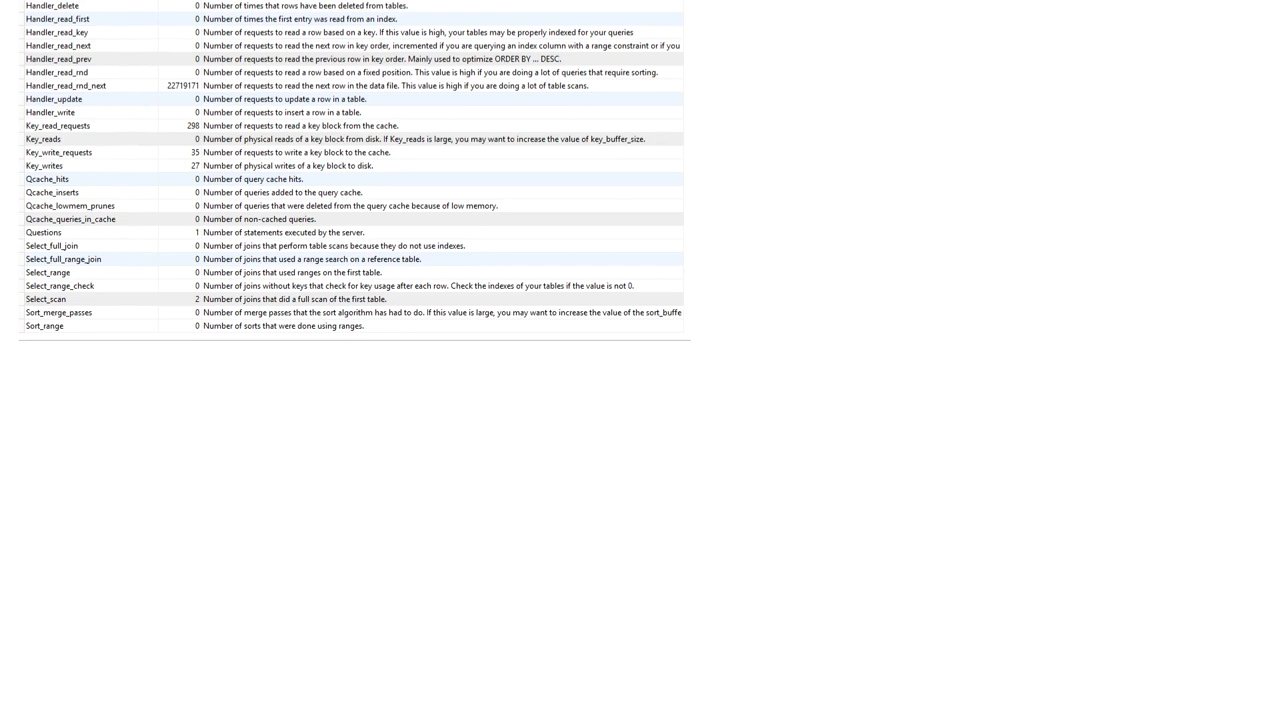 Handler_delete 0 Number of times that rows have been deleted from tables.
Handler_read_first 0 Number of times the first entry was read from an index.
Handler_read_key 0 Number of requests to read a row based on a key. If this value is high, your tables may be properly indexed for your queries
Handler_read_next 0 Number of requests to read the next row in key order, incremented if you are querying an index column with a range constraint or if you
Handler_read_prev 0 Number of requests to read the previous row in key order. Mainly used to optimize ORDER BY ... DESC.
Handler_read_rnd 0 Number of requests to read a row based on a fixed position. This value is high if you are doing a lot of queries that require sorting.
Handler_read_rnd_next 22719171 Number of requests to read the next row in the data file. This value is high if you are doing a lot of table scans.
Handler_update 0 Number of requests to update a row in a table.
Handler_write 0 Number of requests to insert a row in a table.
Key_read_requests 298 Number of requests to read a key block from the cache.
Key_reads 0 Number of physical reads of a key block from disk. If Key_reads is large, you may want to increase the value of key_buffer_size.
Key_write_requests 35 Number of requests to write a key block to the cache.
Key_writes 27 Number of physical writes of a key block to disk.
Qcache_hits 0 Number of query cache hits.
Qcache_inserts 0 Number of queries added to the query cache.
Qcache_lowmem_prunes 0 Number of queries that were deleted from the query cache because of low memory.
Qcache_queries_in_cache 0 Number of non-cached queries.
Questions 1 Number of statements executed by the server.
Select_full_join 0 Number of joins that perform table scans because they do not use indexes.
Select_full_range_join 0 Number of joins that used a range search on a reference table.
Select_range 0 Number of joins that used ranges on the first table.
Select_range_check 0 Number of joins without keys that check for key usage after each row. Check the indexes of your tables if the value is not 0.
Select_scan 2 Number of joins that did a full scan of the first table.
Sort_merge_passes 0 Number of merge passes that the sort algorithm has had to do. If this value is large, you may want to increase the value of the sort_buffe
Sort_range 0 Number of sorts that were done using ranges.